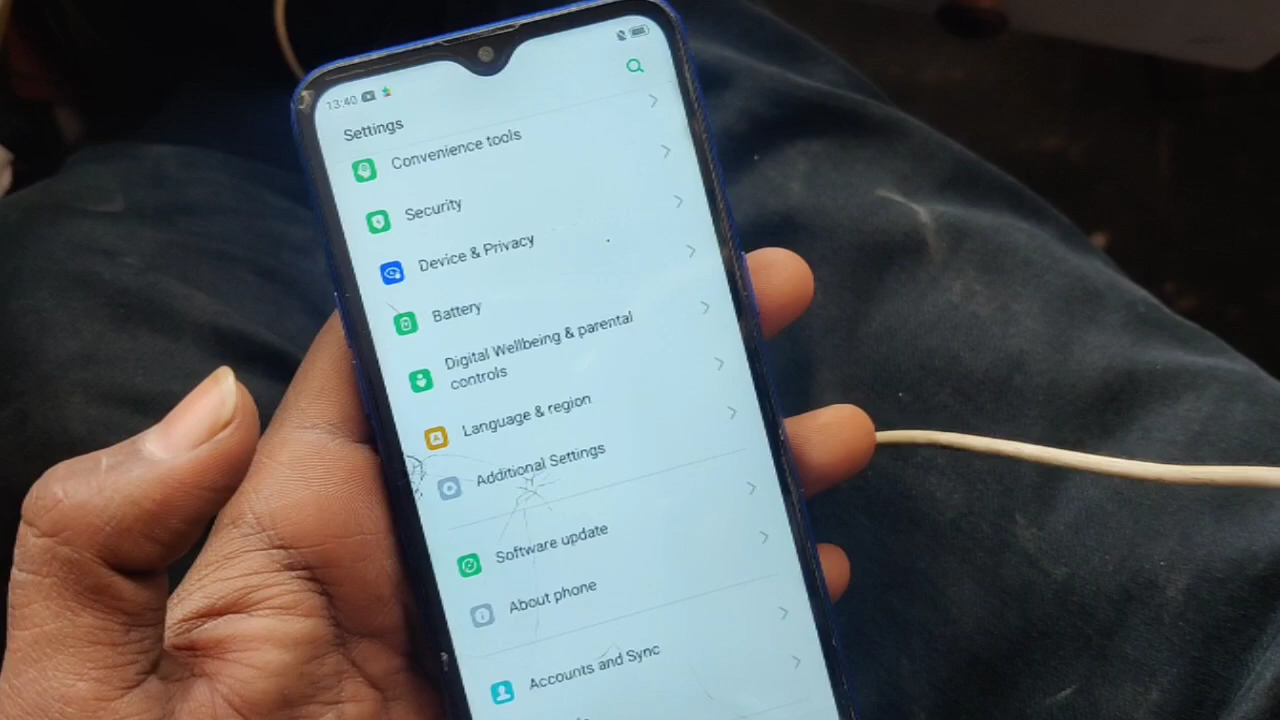 13:40
Settings
Convenience tools
Security
Device & Privacy
Battery
Digital Wellbeing & parental
controls
Language & region
Additional Settings
Software update
About phone
Accounts and Sync